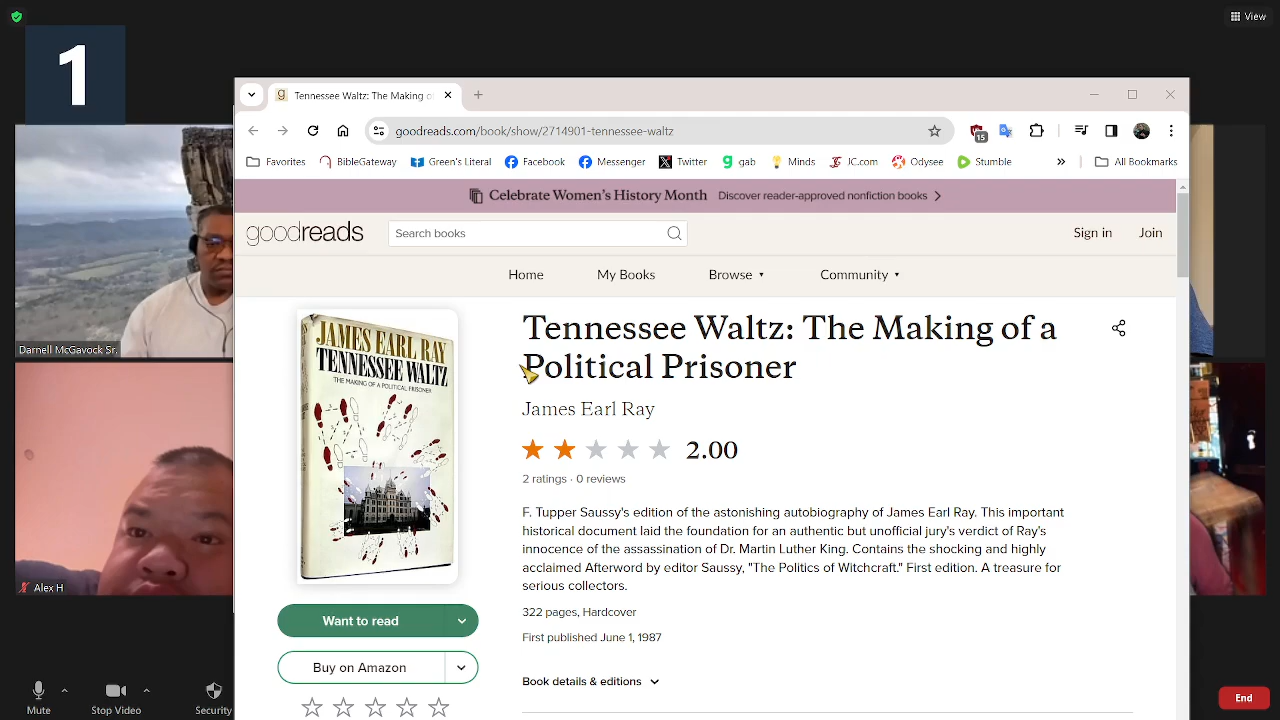 View
1
Tennessee Waltz: The Making o
goodreads.com/book/show/2714901-tennessee-waltz
15
Favorites
BibleGateway
Green's Literal
Facebook
Messenger
Twitter
gab
Minds
JC.com
Odysee
Stumble
All Bookmarks
Celebrate Women's History Month Discover reader-approved nonfiction books
goodreads
Search books
Sign in
Join
Home
My Books
Browse
Community
JAMES EARL RAY
TENNESSEE WALTZ
THE MAKING OF A POLITICAL PRISONER
Tennessee Waltz: The Making of a
Political Prisoner
James Earl Ray
2.00
2 ratings · 0 reviews
F. Tupper Saussy's edition of the astonishing autobiography of James Earl Ray. This important
historical document laid the foundation for an authentic but unofficial jury's verdict of Ray's
innocence of the assassination of Dr. Martin Luther King. Contains the shocking and highly
acclaimed Afterword by editor Saussy, "The Politics of Witchcraft." First edition. A treasure for
serious collectors.
322 pages, Hardcover
First published June 1, 1987
Book details & editions
Want to read
Buy on Amazon
Darnell McGavock Sr.
Alex H
Mute
Stop Video
Security
End